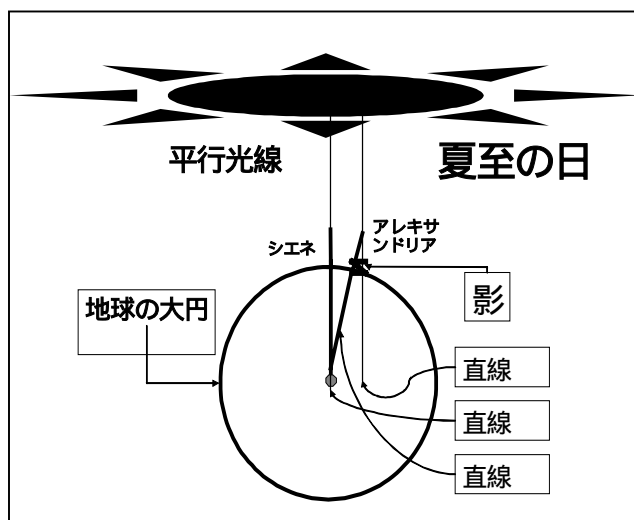 平行光線
夏至の日
シエネ
アレキサ
ンドリア
地球の大円
影
直線
直線
直線